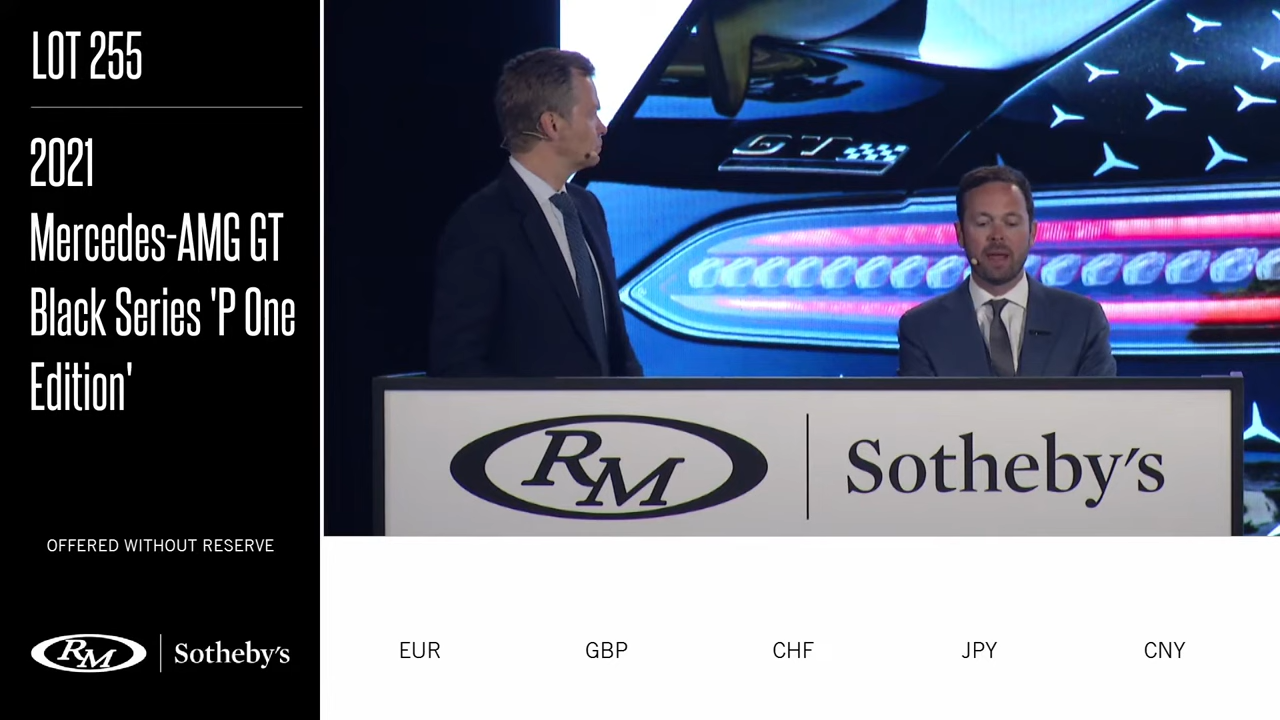 LOT 255
2021
Mercedes-AMG GT
Black Series 'P One
Edition'
OFFERED WITHOUT RESERVE
RM Sotheby's
GT
RM Sotheby's
EUR GBP CHF JPY CNY